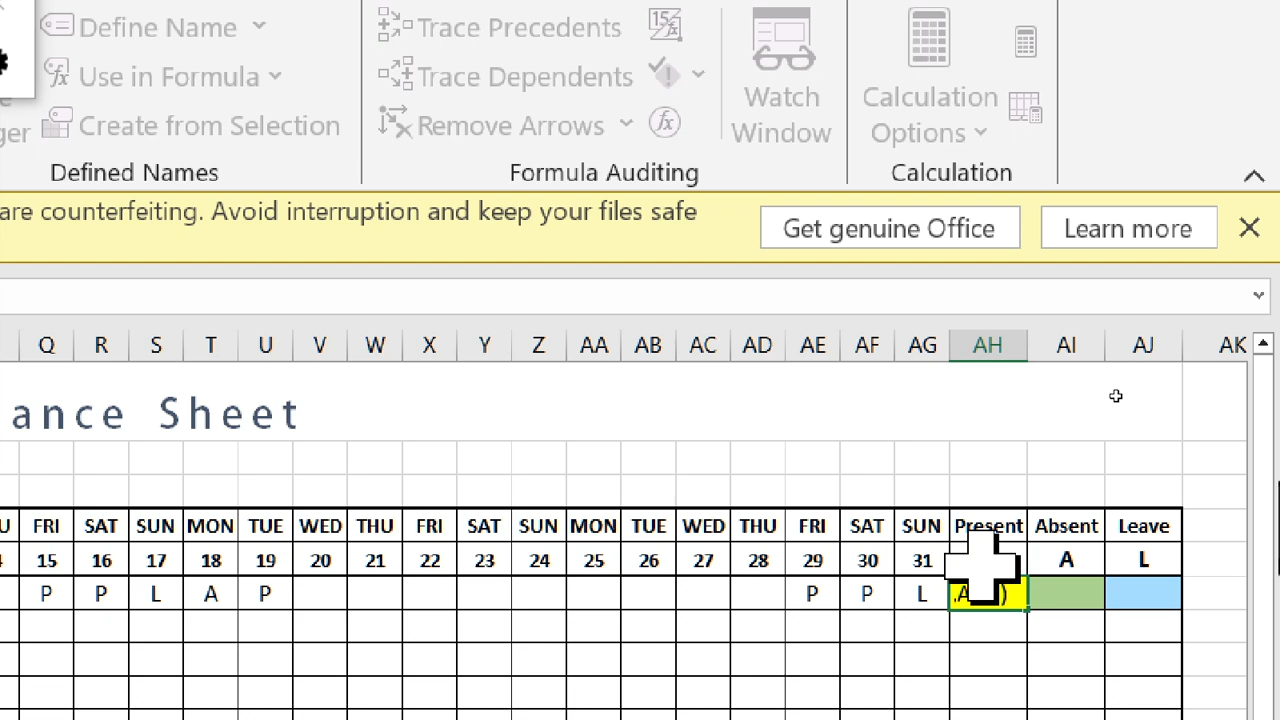 Define Name
Trace Precedents
Use in Formula
Trace Dependents
Watch Window
Calculation Options
ger
Create from Selection
Remove Arrows
Defined Names
Formula Auditing
Calculation
are counterfeiting. Avoid interruption and keep your files safe
Get genuine Office
Learn more
Q R S T U V W X Y Z AA AB AC AD AE AF AG AH AI AJ AK
ance Sheet
U FRI SAT SUN MON TUE WED THU FRI SAT SUN MON TUE WED THU FRI SAT SUN Present Absent Leave
15 16 17 18 19 20 21 22 23 24 25 26 27 28 29 30 31 A L
P P L A P P P L